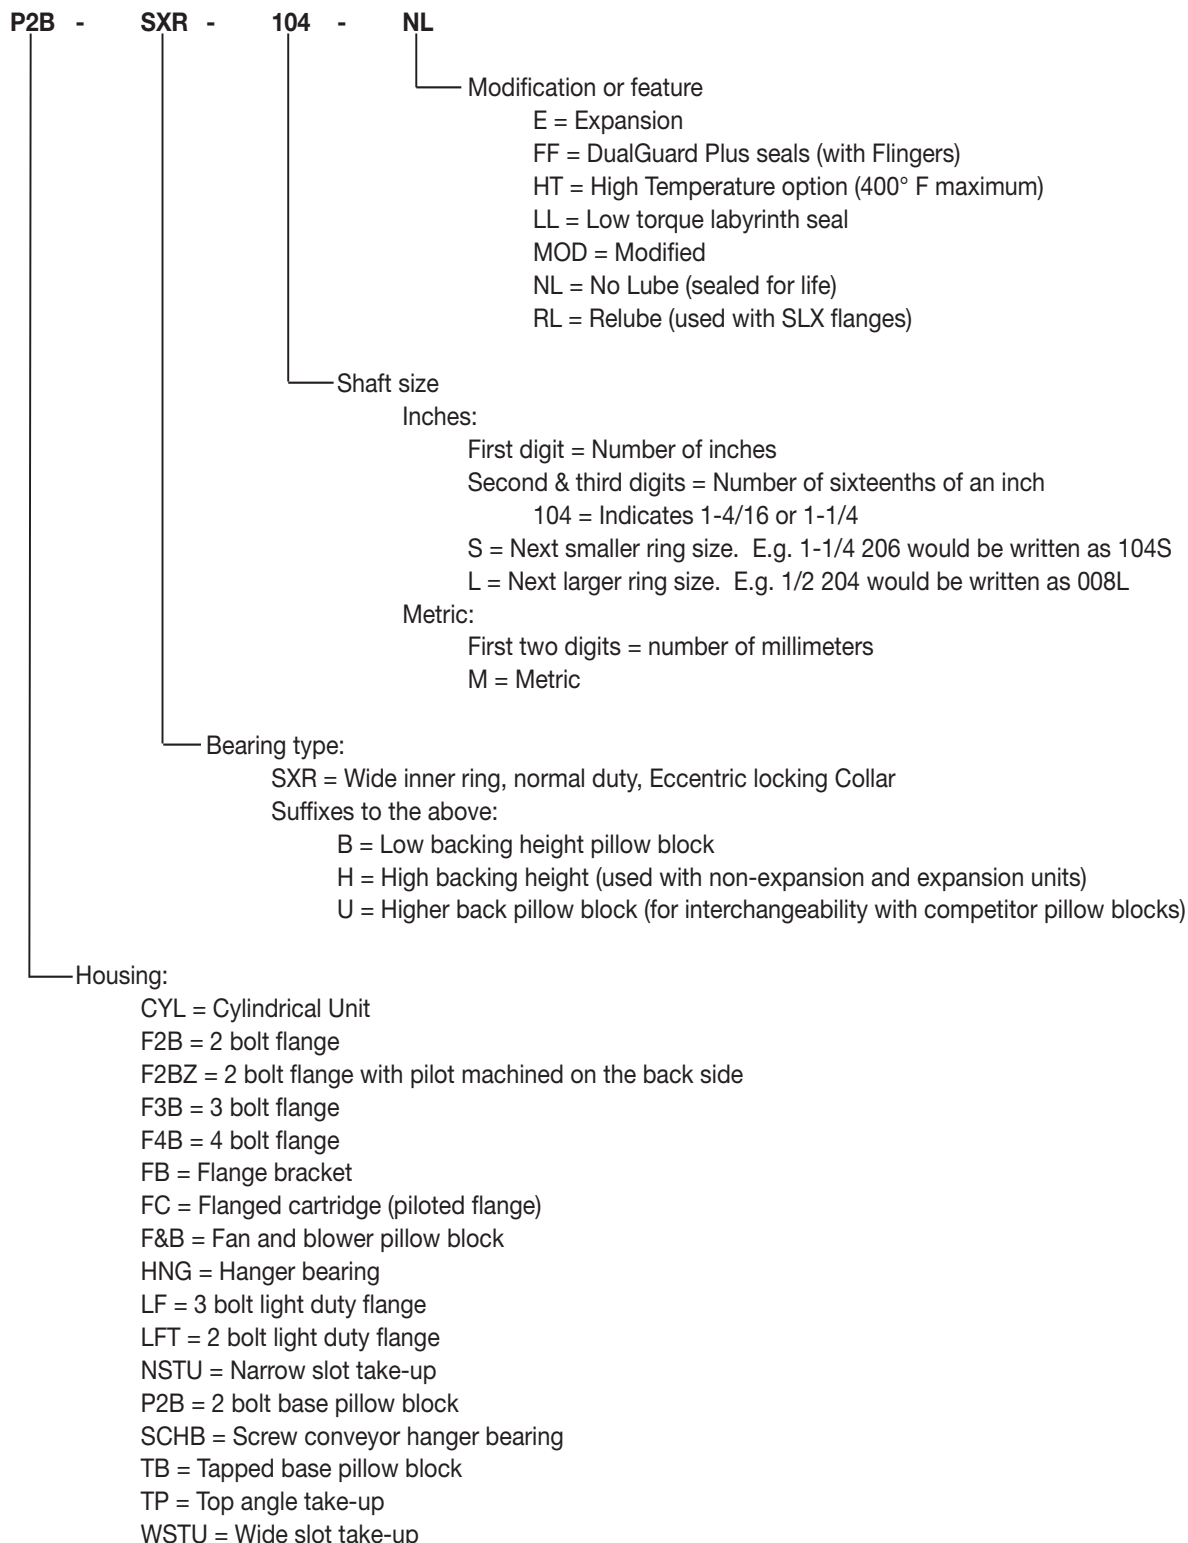 P2B - SXR - 104 - NL
Modification or feature
E = Expansion
FF = DualGuard Plus seals (with Flingers)
HT = High Temperature option (400° F maximum)
LL = Low torque labyrinth seal
MOD = Modified
NL = No Lube (sealed for life)
RL = Relube (used with SLX flanges)
Shaft size
Inches:
First digit = Number of inches
Second & third digits = Number of sixteenths of an inch
104 = Indicates 1-4/16 or 1-1/4
S = Next smaller ring size. E.g. 1-1/4 206 would be written as 104S
L = Next larger ring size. E.g. 1/2 204 would be written as 008L
Metric:
First two digits = number of millimeters
M = Metric
Bearing type:
SXR = Wide inner ring, normal duty, Eccentric locking Collar
Suffixes to the above:
B = Low backing height pillow block
H = High backing height (used with non-expansion and expansion units)
U = Higher back pillow block (for interchangeability with competitor pillow blocks)
Housing:
CYL = Cylindrical Unit
F2B = 2 bolt flange
F2BZ = 2 bolt flange with pilot machined on the back side
F3B = 3 bolt flange
F4B = 4 bolt flange
FB = Flange bracket
FC = Flanged cartridge (piloted flange)
F&B = Fan and blower pillow block
HNG = Hanger bearing
LF = 3 bolt light duty flange
LFT = 2 bolt light duty flange
NSTU = Narrow slot take-up
P2B = 2 bolt base pillow block
SCHB = Screw conveyor hanger bearing
TB = Tapped base pillow block
TP = Top angle take-up
WSTU = Wide slot take-up